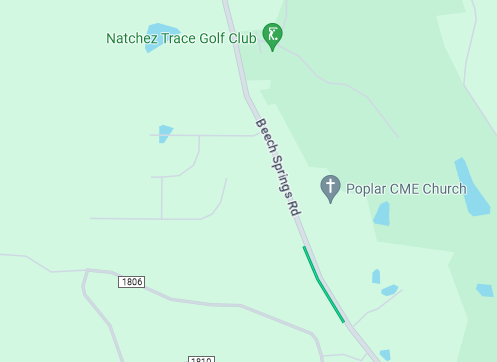 Natchez Trace Golf Club
Beech Springs Rd
Poplar CME Church
1806
1810